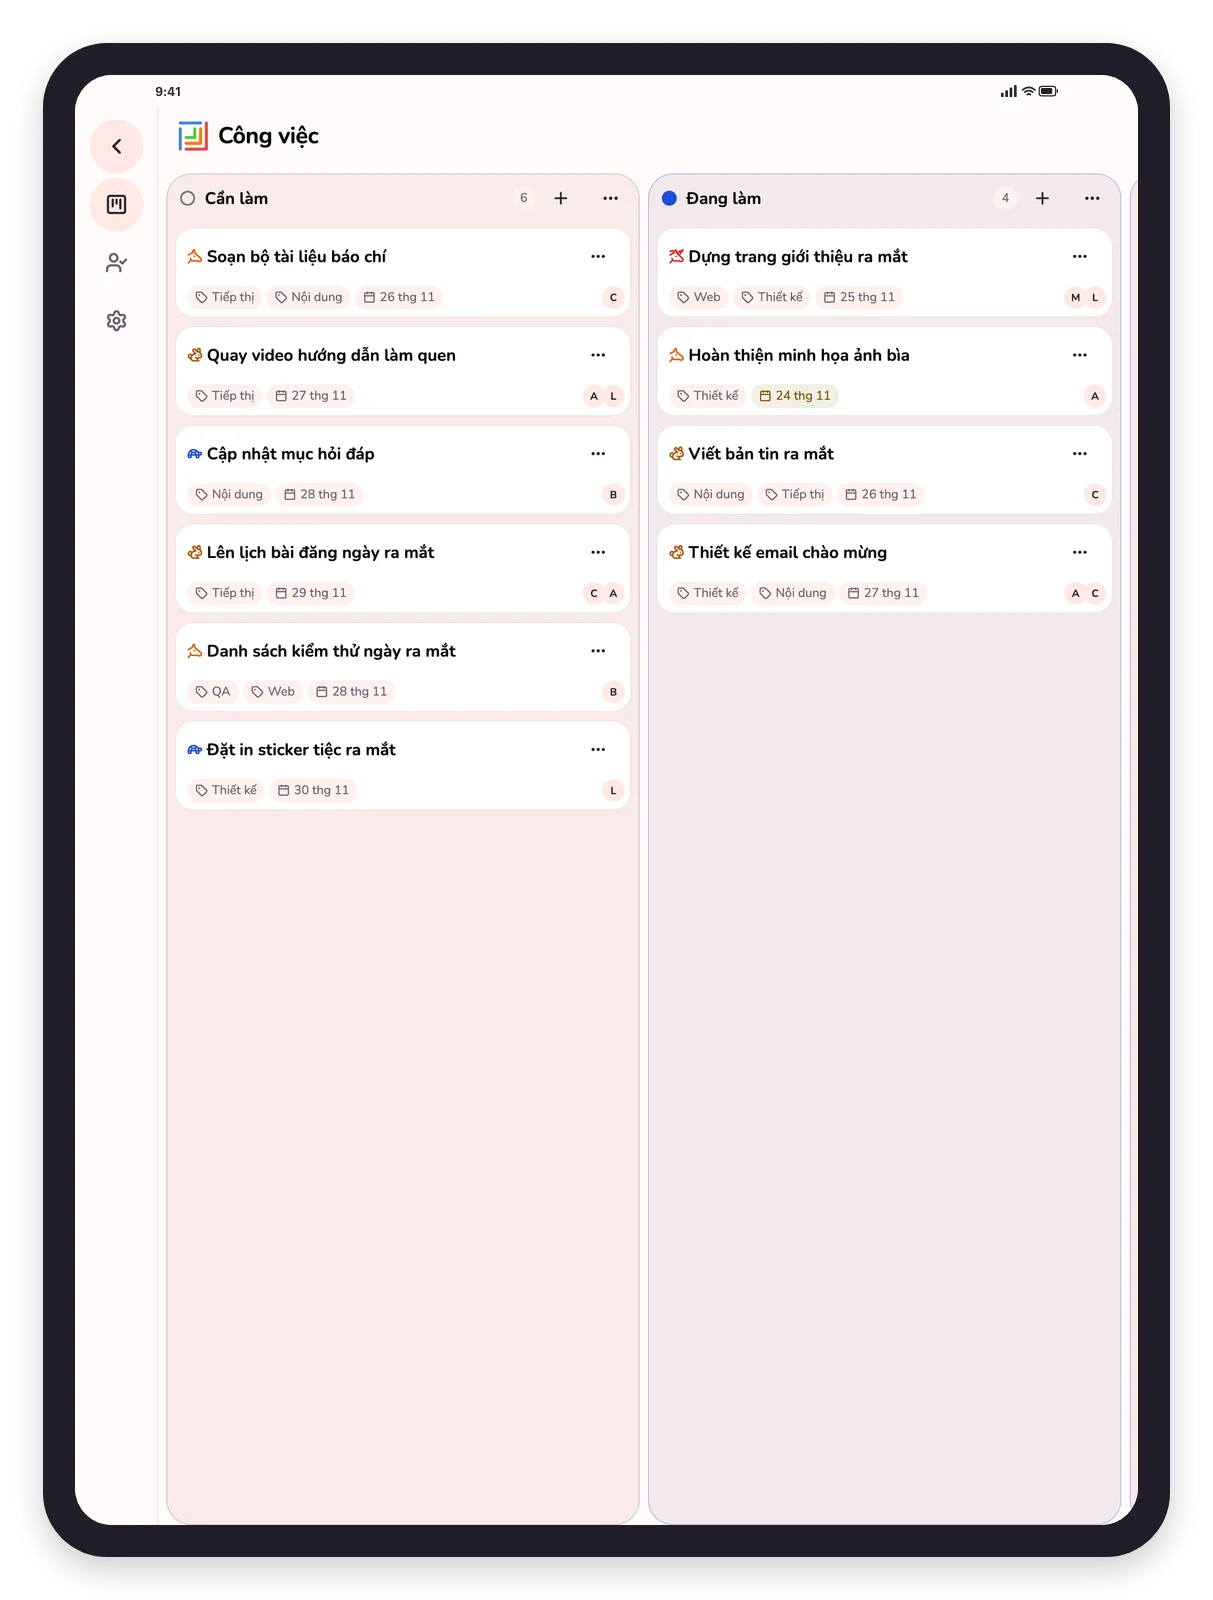 9:41
Công việc
Cần làm
6
Soạn bộ tài liệu báo chí
Tiếp thị Nội dung 26 thg 11 C
Quay video hướng dẫn làm quen
Tiếp thị 27 thg 11 A L
Cập nhật mục hỏi đáp
Nội dung 28 thg 11 B
Lên lịch bài đăng ngày ra mắt
Tiếp thị 29 thg 11 C A
Danh sách kiểm thử ngày ra mắt
QA Web 28 thg 11 B
Đặt in sticker tiệc ra mắt
Thiết kế 30 thg 11 L
Đang làm
4
Dựng trang giới thiệu ra mắt
Web Thiết kế 25 thg 11 M L
Hoàn thiện minh họa ảnh bìa
Thiết kế 24 thg 11 A
Viết bản tin ra mắt
Nội dung Tiếp thị 26 thg 11 C
Thiết kế email chào mừng
Thiết kế Nội dung 27 thg 11 A C